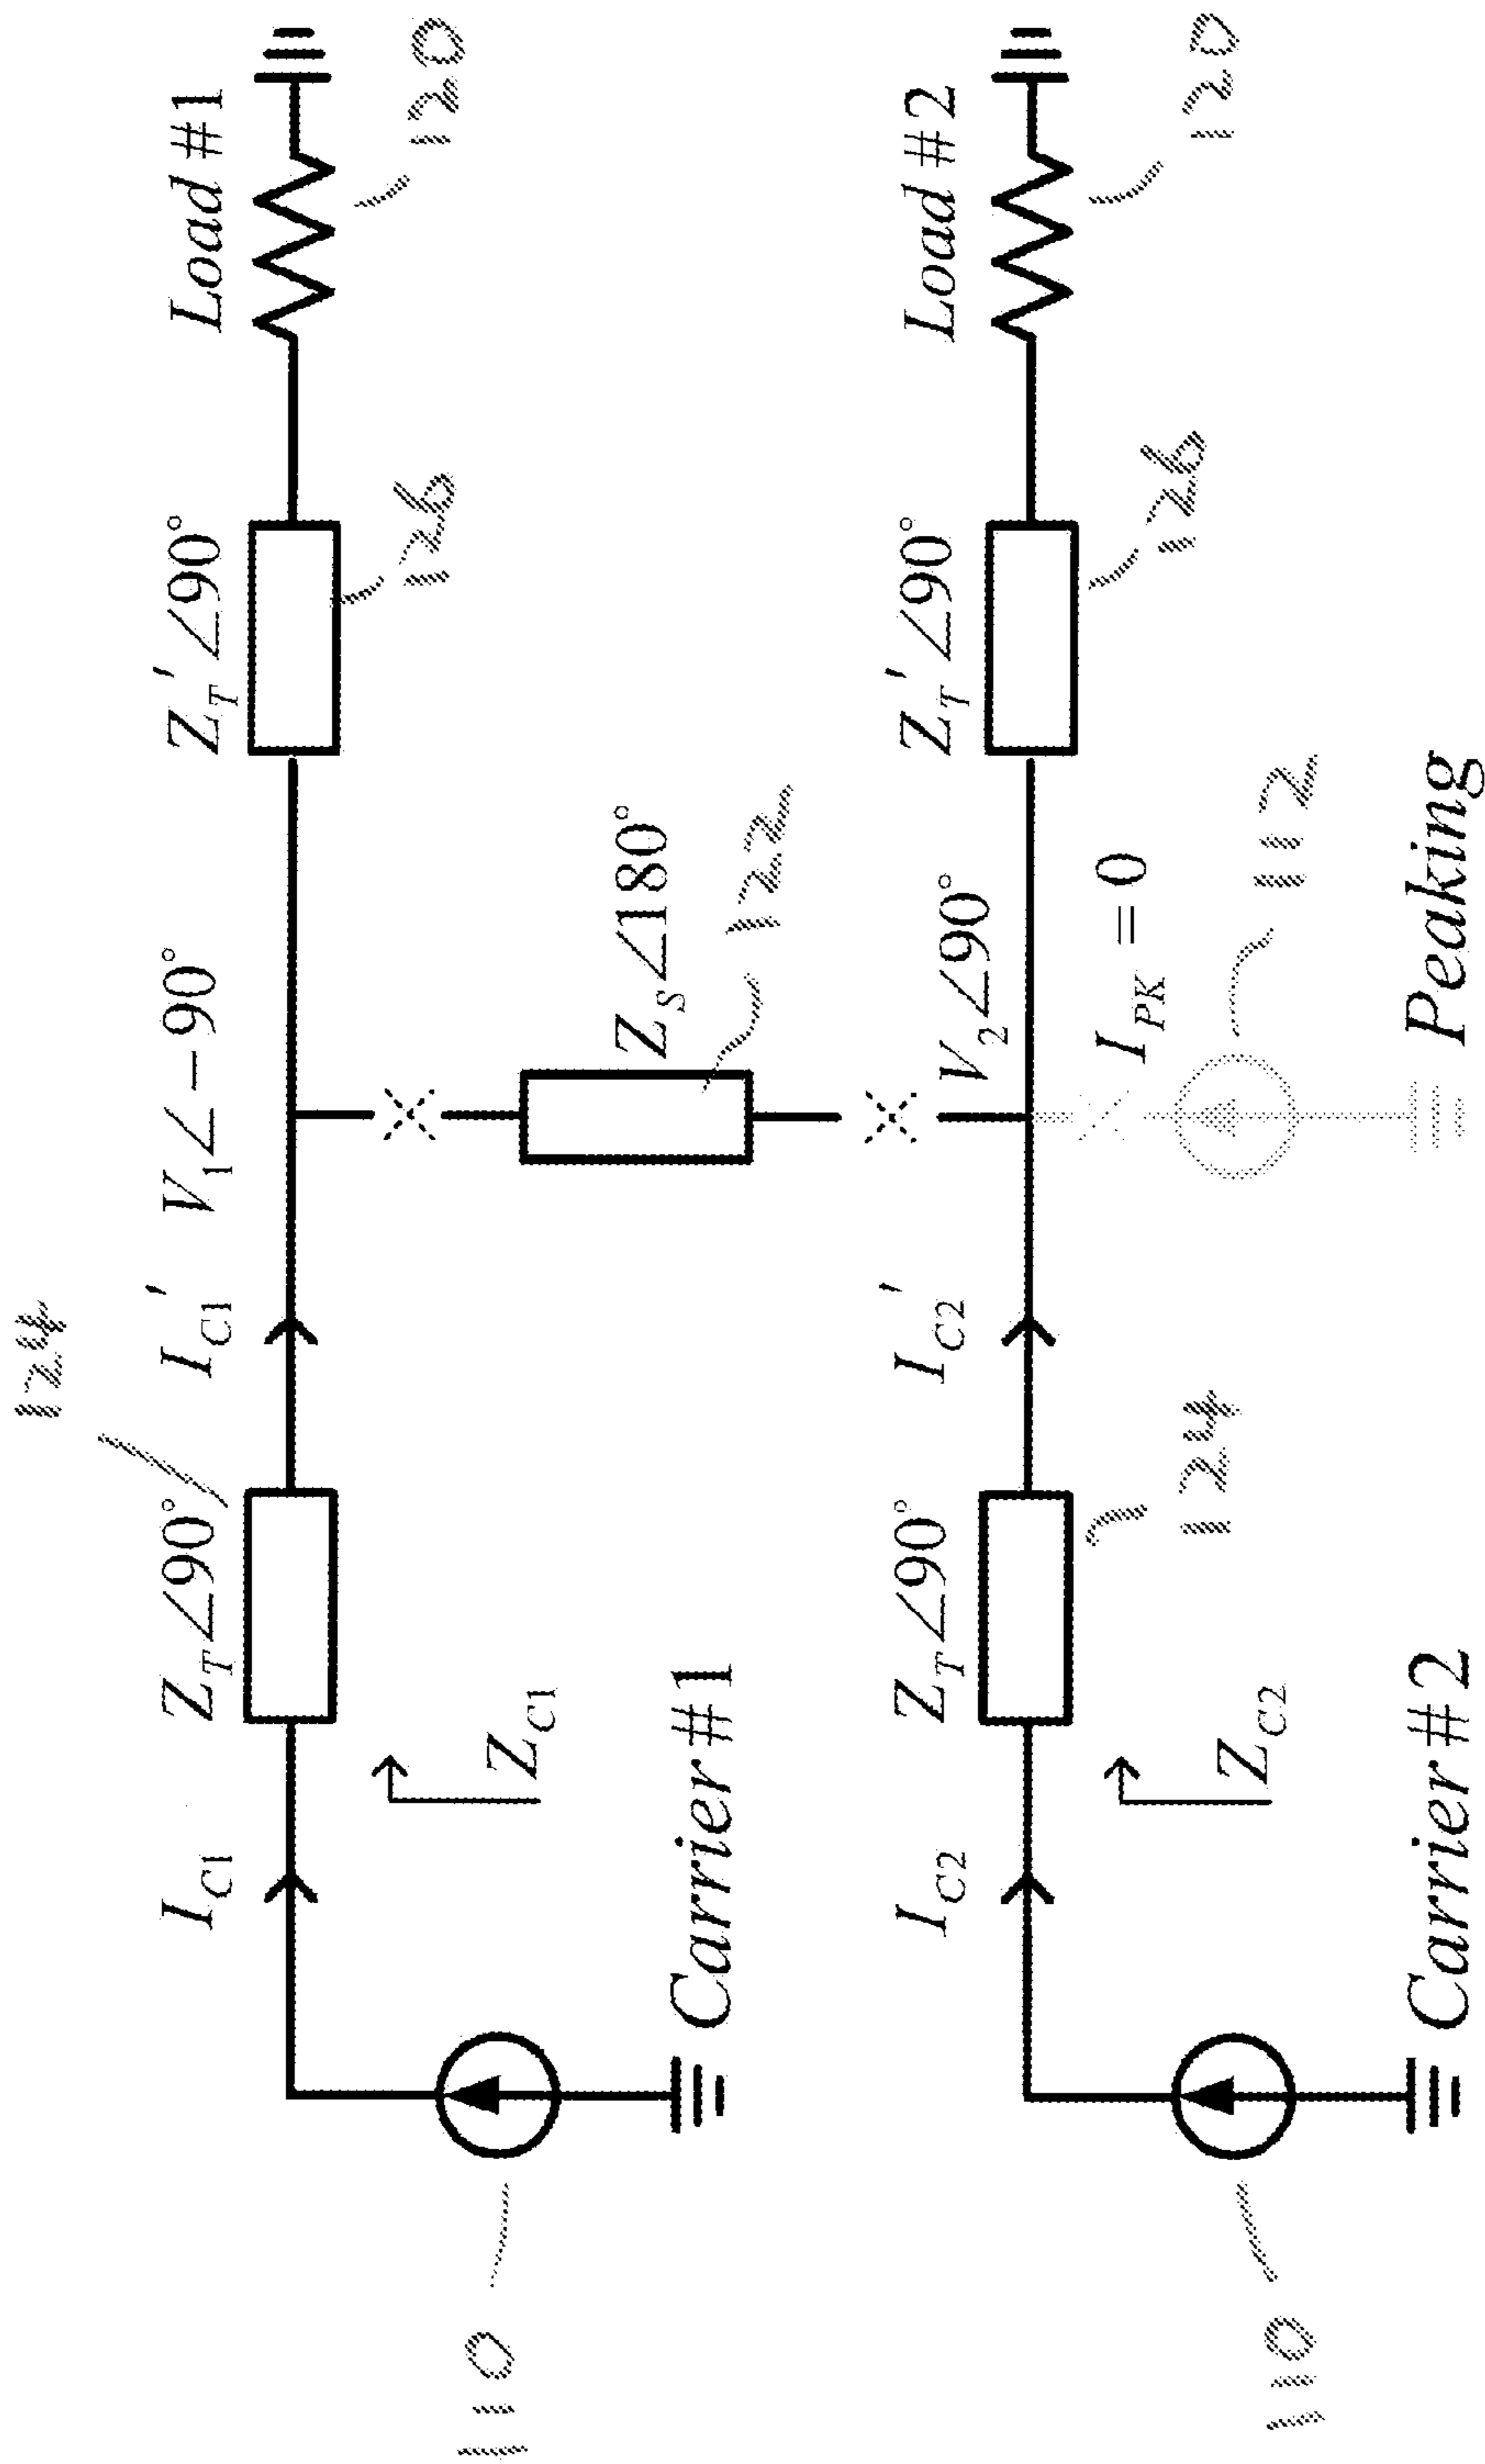 124
I_C1
Z_T∠90°
I_C1'
V_1∠−90°
Z_T'∠90°
Load #1
126
120
Z_C1
110
Carrier #1
Z_S∠180°
122
I_C2
Z_T∠90°
I_C2'
V_2∠90°
Z_T'∠90°
Load #2
124
126
120
Z_C2
I_PK = 0
112
110
Carrier #2
Peaking